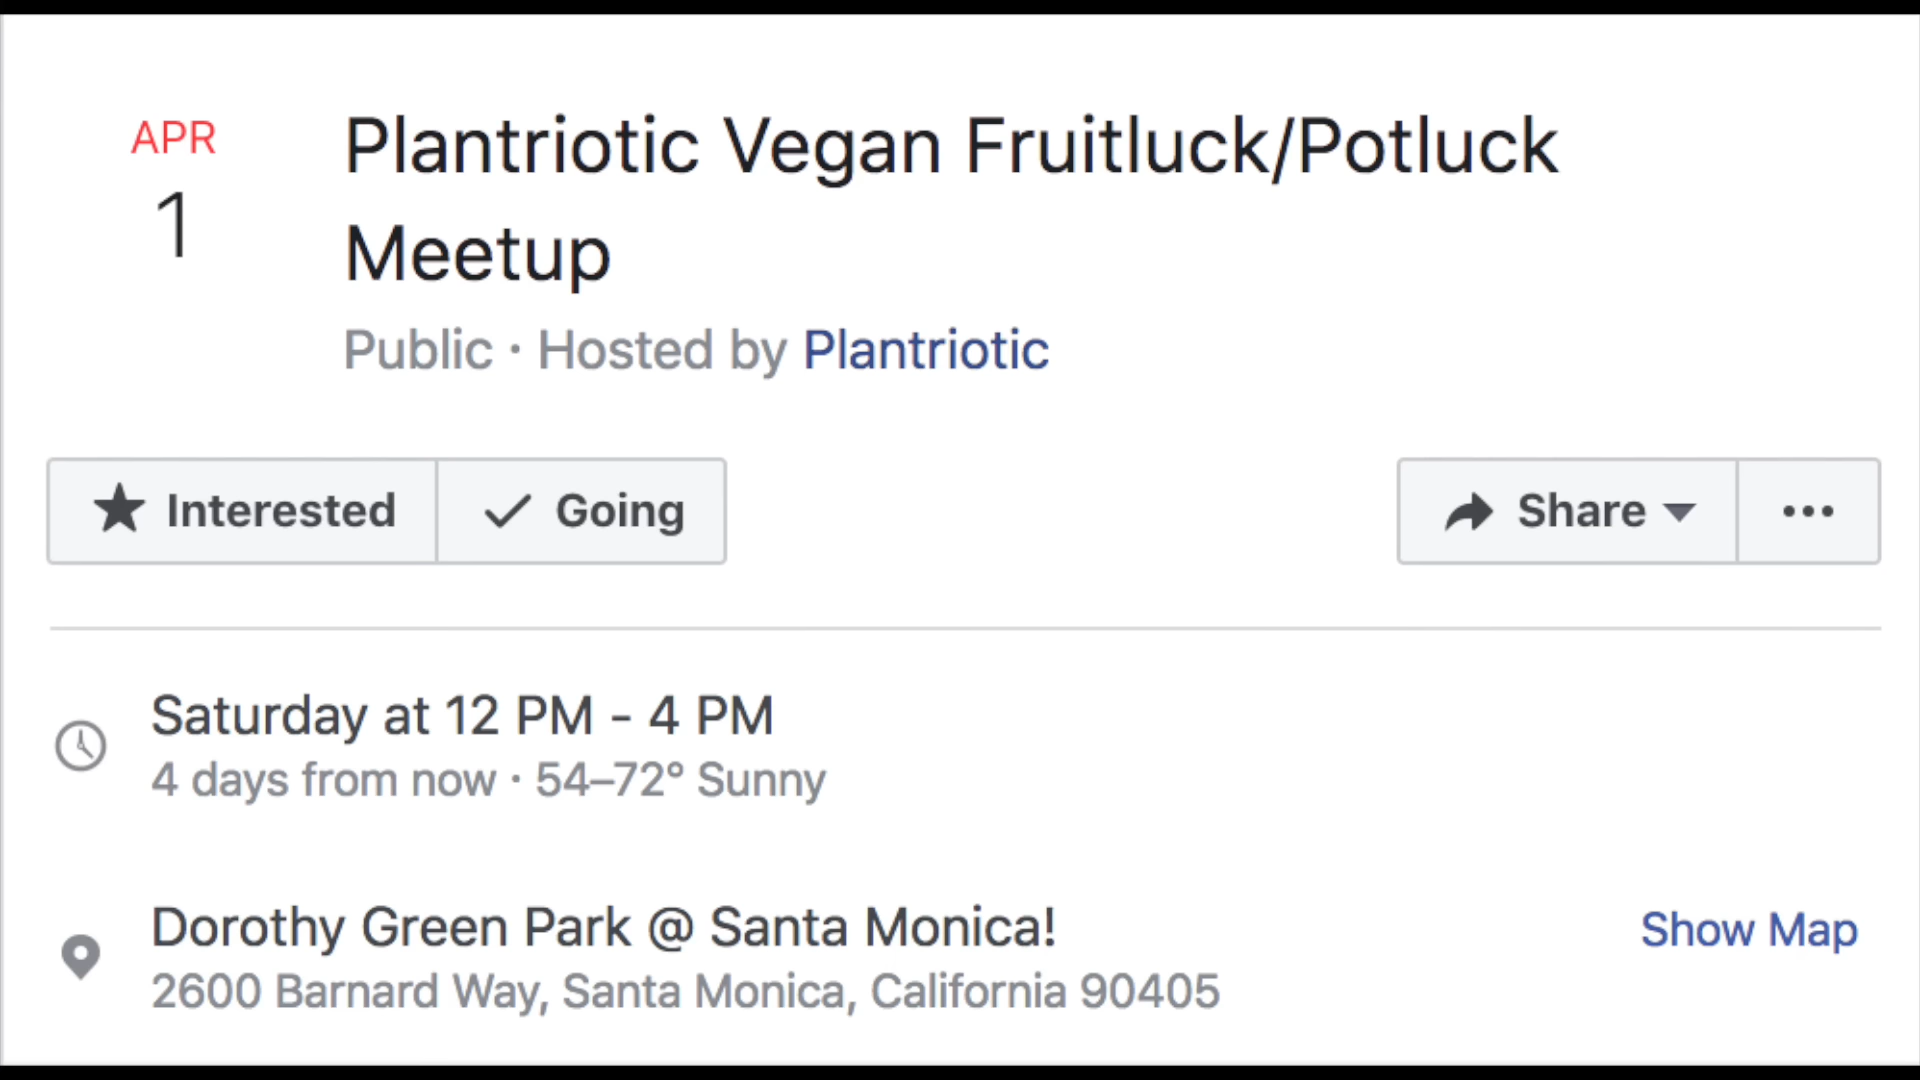 APR
1
Plantriotic Vegan Fruitluck/Potluck
Meetup
Public · Hosted by Plantriotic
Interested
Going
Share
Saturday at 12 PM - 4 PM
4 days from now · 54–72° Sunny
Dorothy Green Park @ Santa Monica!
Show Map
2600 Barnard Way, Santa Monica, California 90405